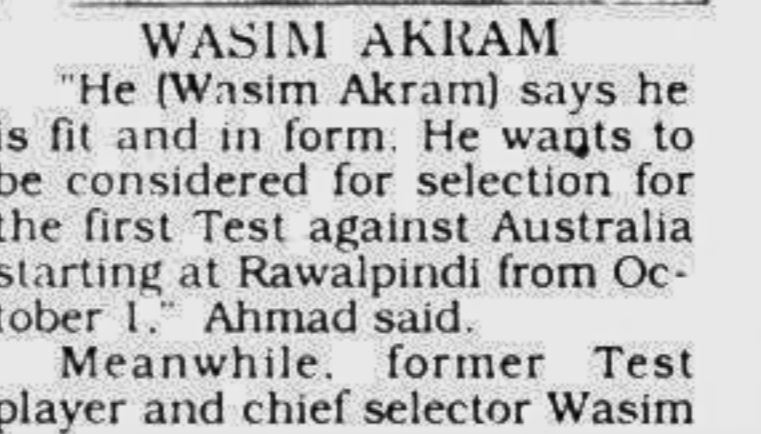 WASIM AKRAM
"He (Wasim Akram) says he
is fit and in form. He wants to
be considered for selection for
the first Test against Australia
starting at Rawalpindi from Oc-
tober 1." Ahmad said.
Meanwhile, former Test
player and chief selector Wasim